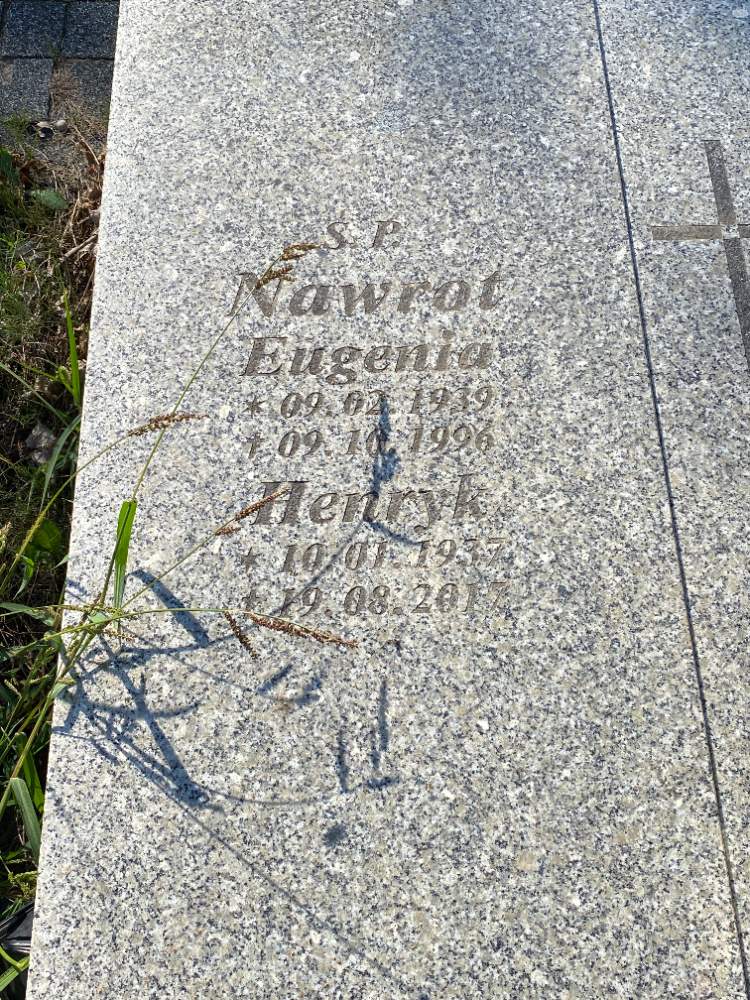 Ś. P.
Nawrot
Eugenia
* 09. 02. 1939
† 09. 10. 1996
Henryk
* 10. 01. 1937
† 19. 08. 2017